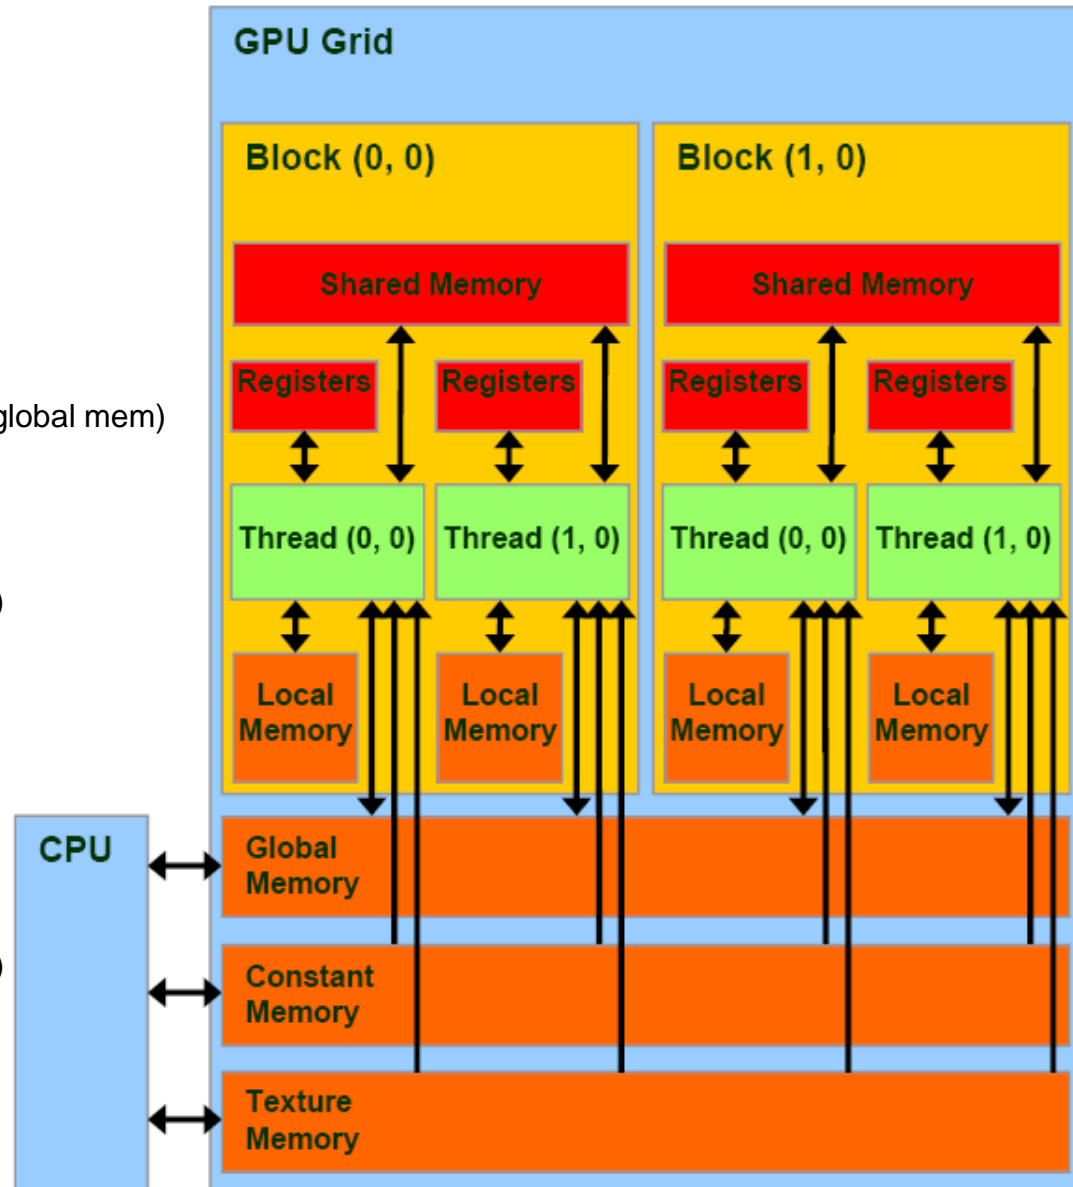 GPU Grid
Block (0, 0)
Block (1, 0)
Shared Memory
Shared Memory
Registers
Registers
Registers
Registers
global mem)
Thread (0, 0)
Thread (1, 0)
Thread (0, 0)
Thread (1, 0)
)
Local
Memory
Local
Memory
Local
Memory
Local
Memory
CPU
Global
Memory
)
Constant
Memory
Texture
Memory